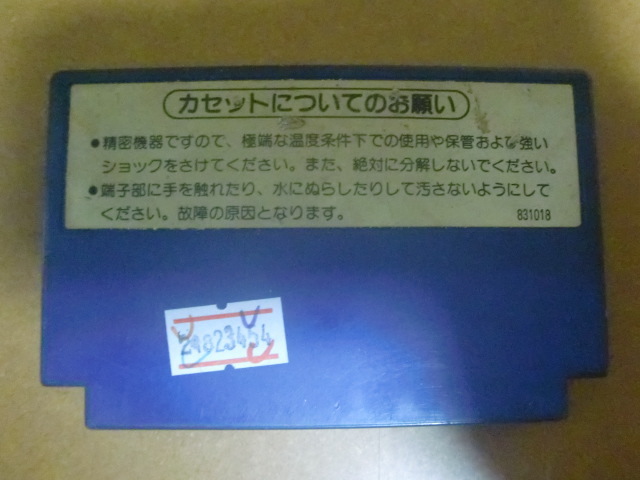 カセットについてのお願い
●精密機器ですので、極端な温度条件下での使用や保管および強い
ショックをさけてください。また、絶対に分解しないでください。
●端子部に手を触れたり、水にぬらしたりして汚さないようにして
ください。故障の原因となります。
831018